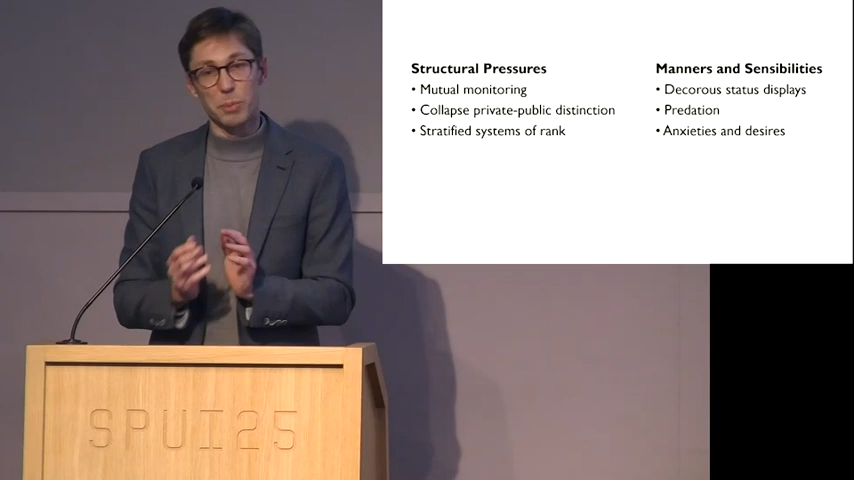 Structural Pressures
• Mutual monitoring
• Collapse private-public distinction
• Stratified systems of rank
Manners and Sensibilities
• Decorous status displays
• Predation
• Anxieties and desires
SPUI25